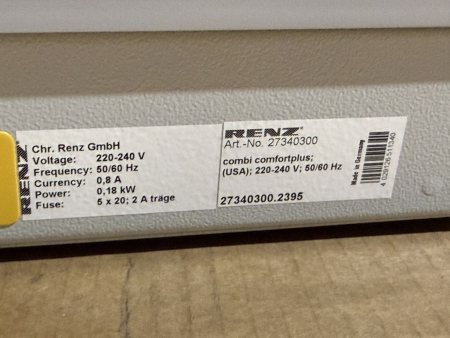 RENZ
Chr. Renz GmbH
Voltage: 220-240 V
Frequency: 50/60 Hz
Currency: 0,8 A
Power: 0,18 kW
Fuse: 5 x 20; 2 A träge
RENZ
Art.-No. 27340300
combi comfortplus;
(USA); 220-240 V; 50/60 Hz
27340300.2395
Made in Germany